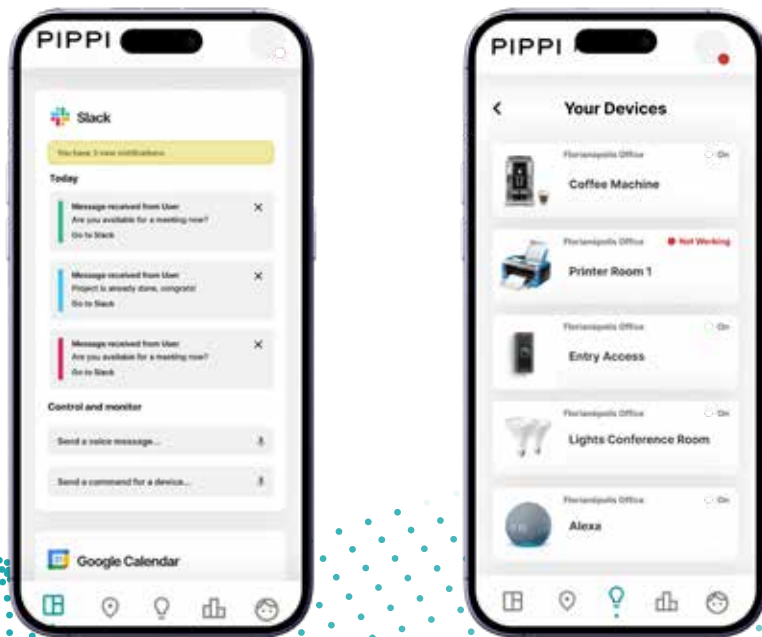 PIPPI
Slack
You have 3 new notifications
Today
Message received from User
Are you available for a meeting now?
Go to Slack
Message received from User
Project is already done, congrats!
Go to Slack
Message received from User
Are you available for a meeting now?
Go to Slack
Control and monitor
Send a voice message...
Send a command for a device...
Google Calendar
PIPPI
Your Devices
Florianópolis Office
On
Coffee Machine
Florianópolis Office
Not Working
Printer Room 1
Florianópolis Office
On
Entry Access
Florianópolis Office
On
Lights Conference Room
Florianópolis Office
On
Alexa